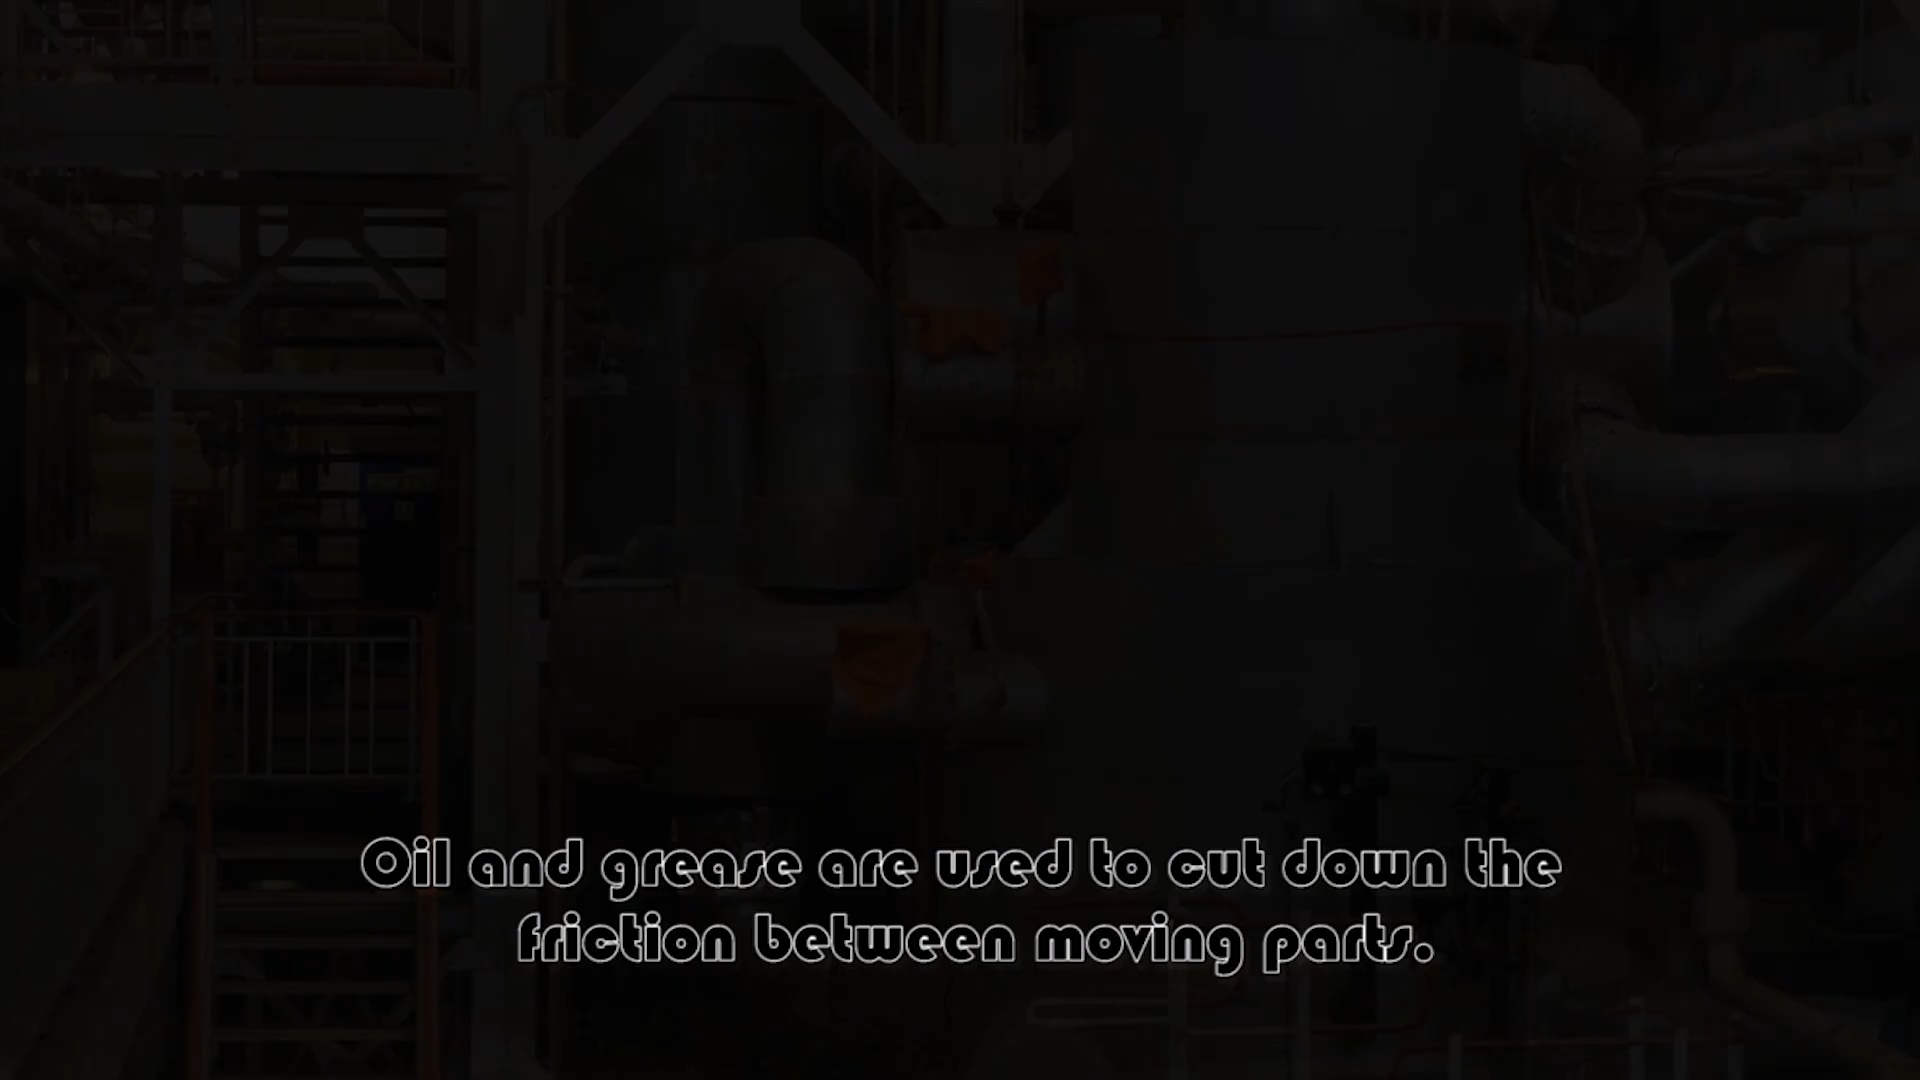 Oil and grease are used to cut down the
friction between moving parts.